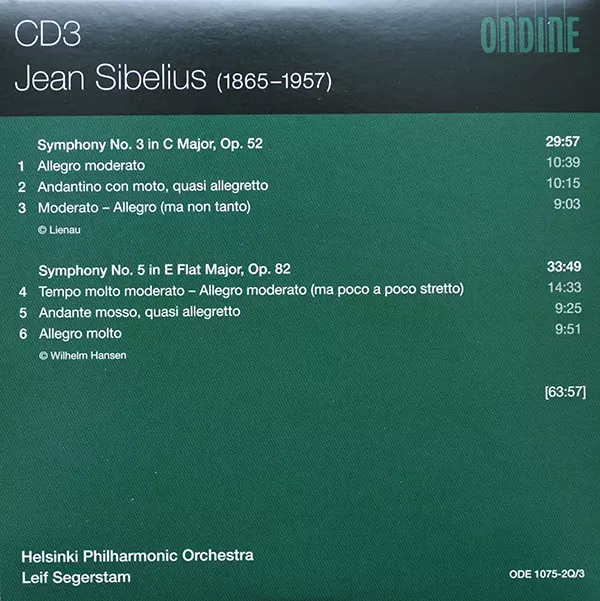 CD3
ONDINE
Jean Sibelius (1865–1957)
Symphony No. 3 in C Major, Op. 52 29:57
1 Allegro moderato 10:39
2 Andantino con moto, quasi allegretto 10:15
3 Moderato – Allegro (ma non tanto) 9:03
© Lienau
Symphony No. 5 in E Flat Major, Op. 82 33:49
4 Tempo molto moderato – Allegro moderato (ma poco a poco stretto) 14:33
5 Andante mosso, quasi allegretto 9:25
6 Allegro molto 9:51
© Wilhelm Hansen
[63:57]
Helsinki Philharmonic Orchestra
Leif Segerstam
ODE 1075-2Q/3